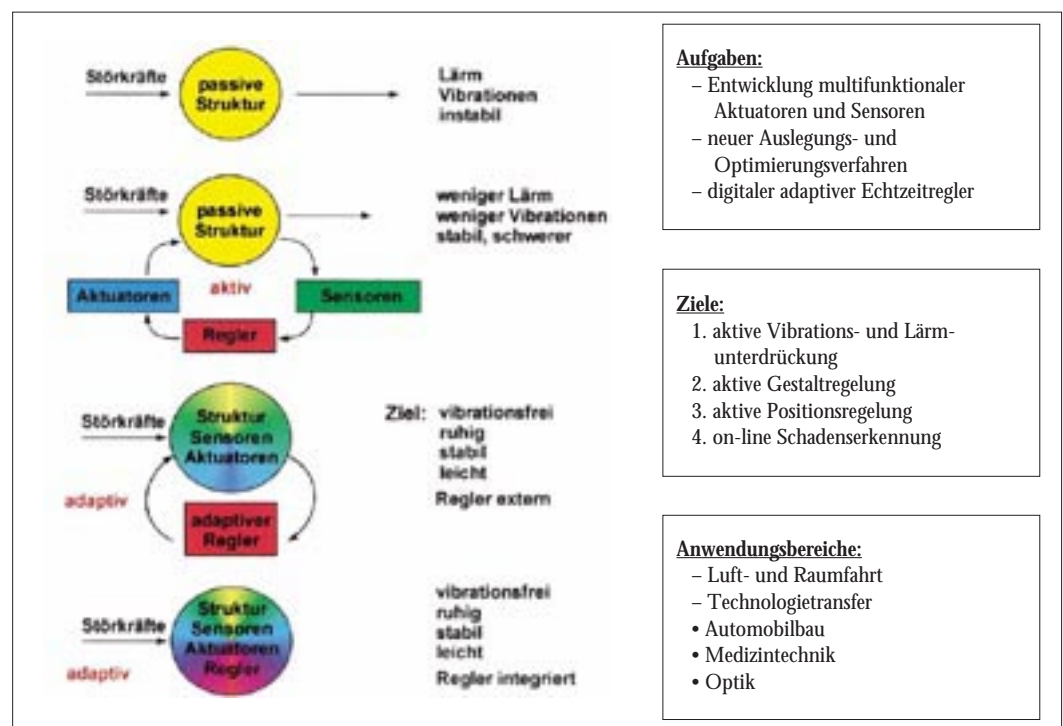 Störkräfte
passive
Struktur
Lärm
Vibrationen
instabil
Störkräfte
passive
Struktur
weniger Lärm
weniger Vibrationen
stabil, schwerer
Aktuatoren
aktiv
Sensoren
Regler
Störkräfte
Struktur
Sensoren
Aktuatoren
Ziel: vibrationsfrei
ruhig
stabil
leicht
Regler extern
adaptiv
adaptiver
Regler
Störkräfte
Struktur
Sensoren
Aktuatoren
Regler
adaptiv
vibrationsfrei
ruhig
stabil
leicht
Regler integriert
Aufgaben:
– Entwicklung multifunktionaler
Aktuatoren und Sensoren
– neuer Auslegungs- und
Optimierungsverfahren
– digitaler adaptiver Echtzeitregler
Ziele:
1. aktive Vibrations- und Lärm-
unterdrückung
2. aktive Gestaltregelung
3. aktive Positionsregelung
4. on-line Schadenserkennung
Anwendungsbereiche:
– Luft- und Raumfahrt
– Technologietransfer
• Automobilbau
• Medizintechnik
• Optik